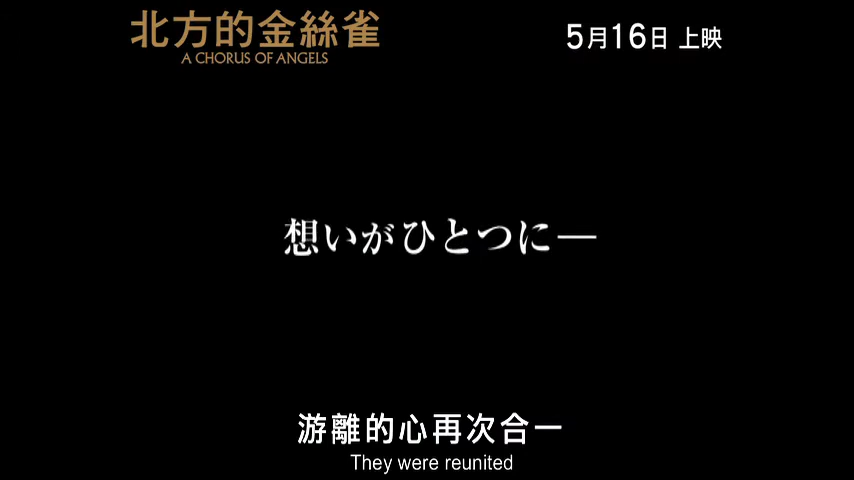 北方的金絲雀
A CHORUS OF ANGELS
5月16日 上映
想いがひとつに―
游離的心再次合一
They were reunited